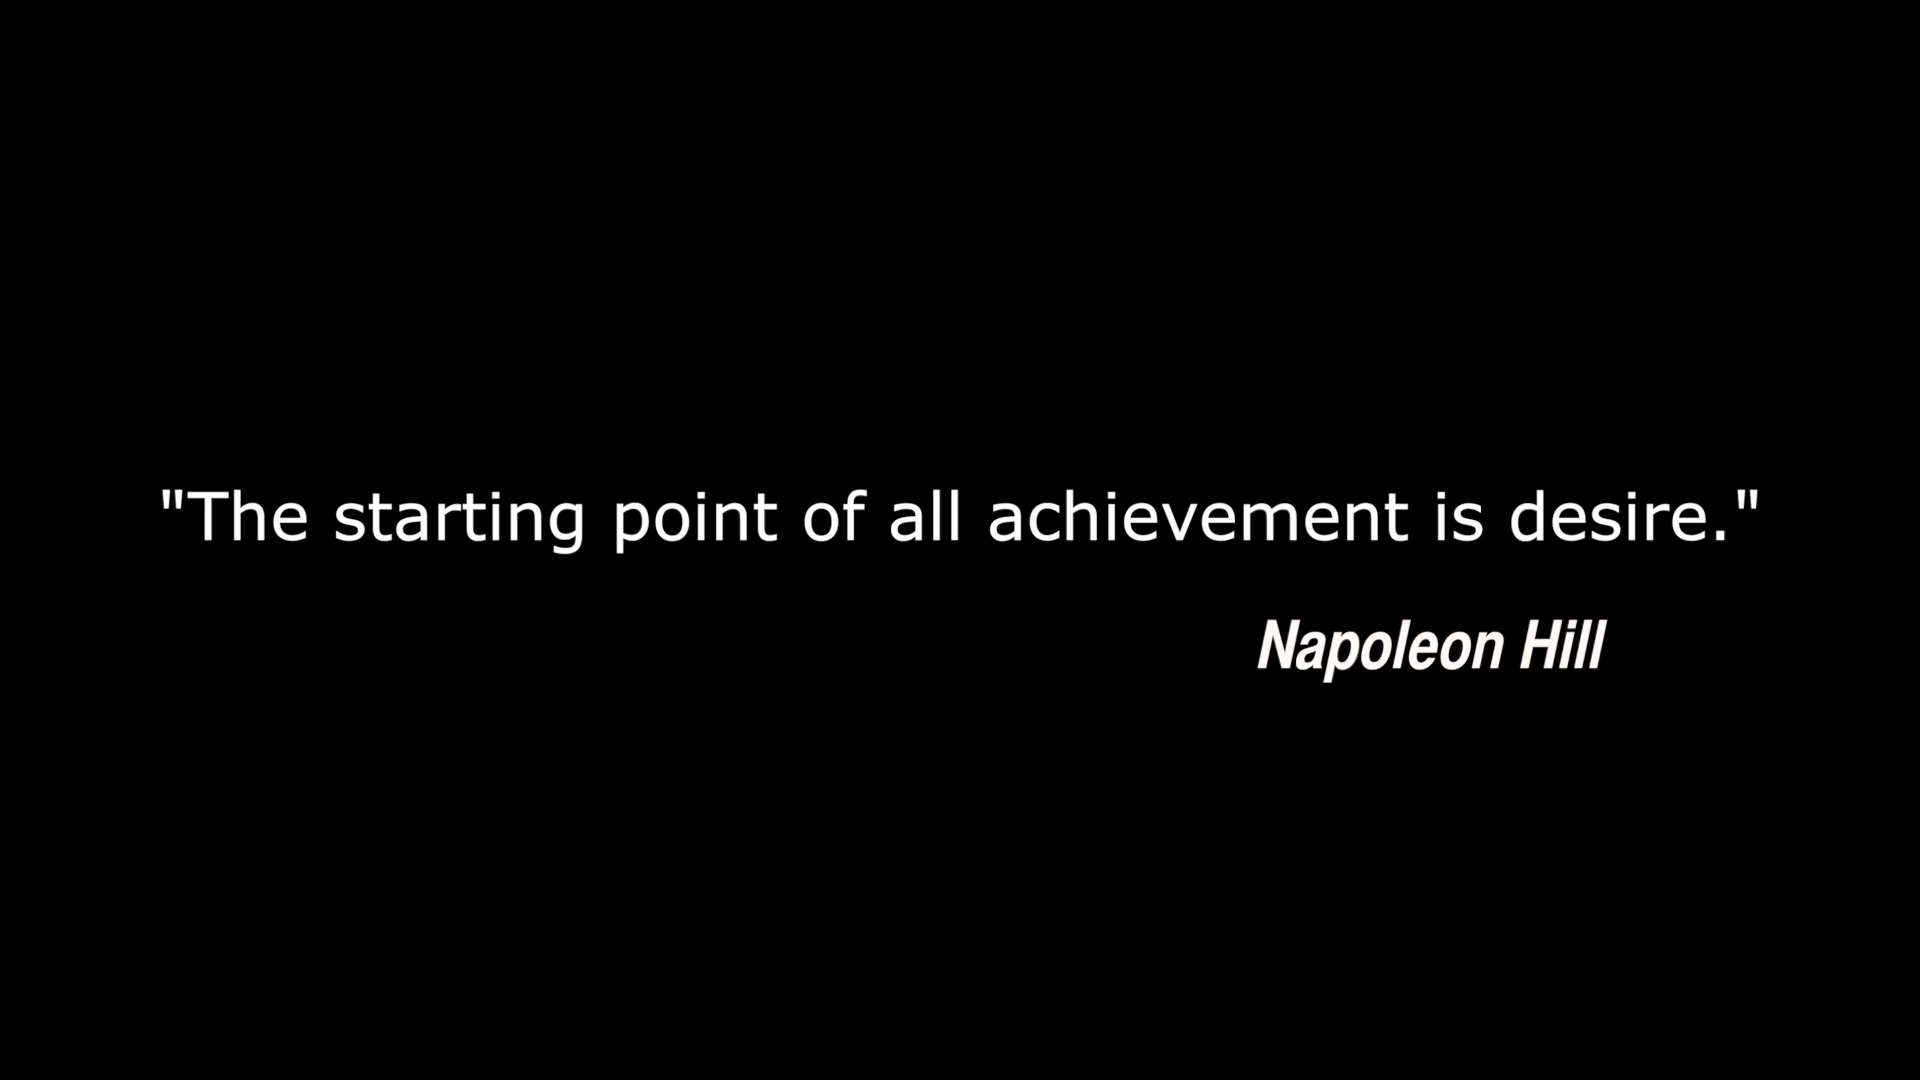 "The starting point of all achievement is desire."
Napoleon Hill